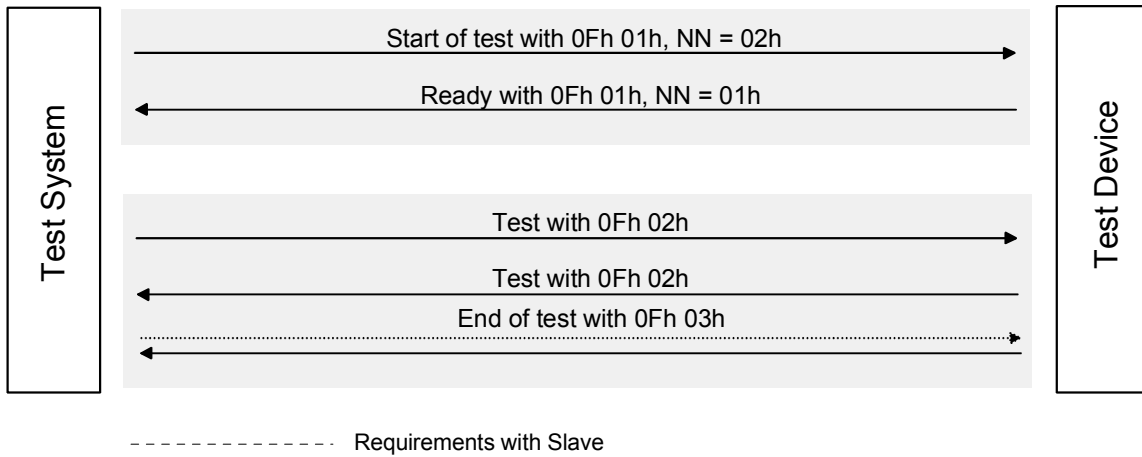 Test System
Start of test with 0Fh 01h, NN = 02h
Ready with 0Fh 01h, NN = 01h
Test with 0Fh 02h
Test with 0Fh 02h
End of test with 0Fh 03h
Test Device
Requirements with Slave